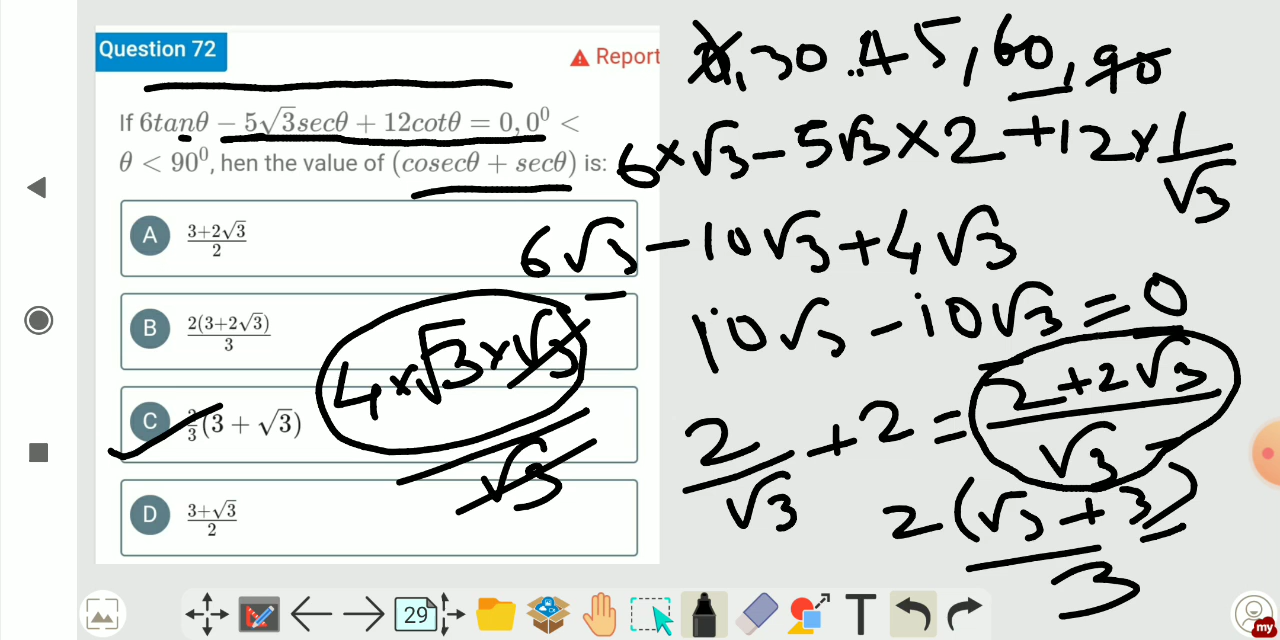 Question 72
Report
If 6tanθ − 5√3secθ + 12cotθ = 0, 0⁰ <
θ < 90⁰, hen the value of (cosecθ + secθ) is:
A (3+2√3)/2
B 2(3+2√3)/3
C 2/3(3 + √3)
D (3+√3)/2
0, 30, 45, 60, 90
6×√3 − 5√3×2 + 12×1/√3
6√3 − 10√3 + 4√3
10√3 − 10√3 = 0
4×√3×√3/√3
2/√3 + 2 = (2+2√3)/√3
2(√3+3)/3
29
T
my